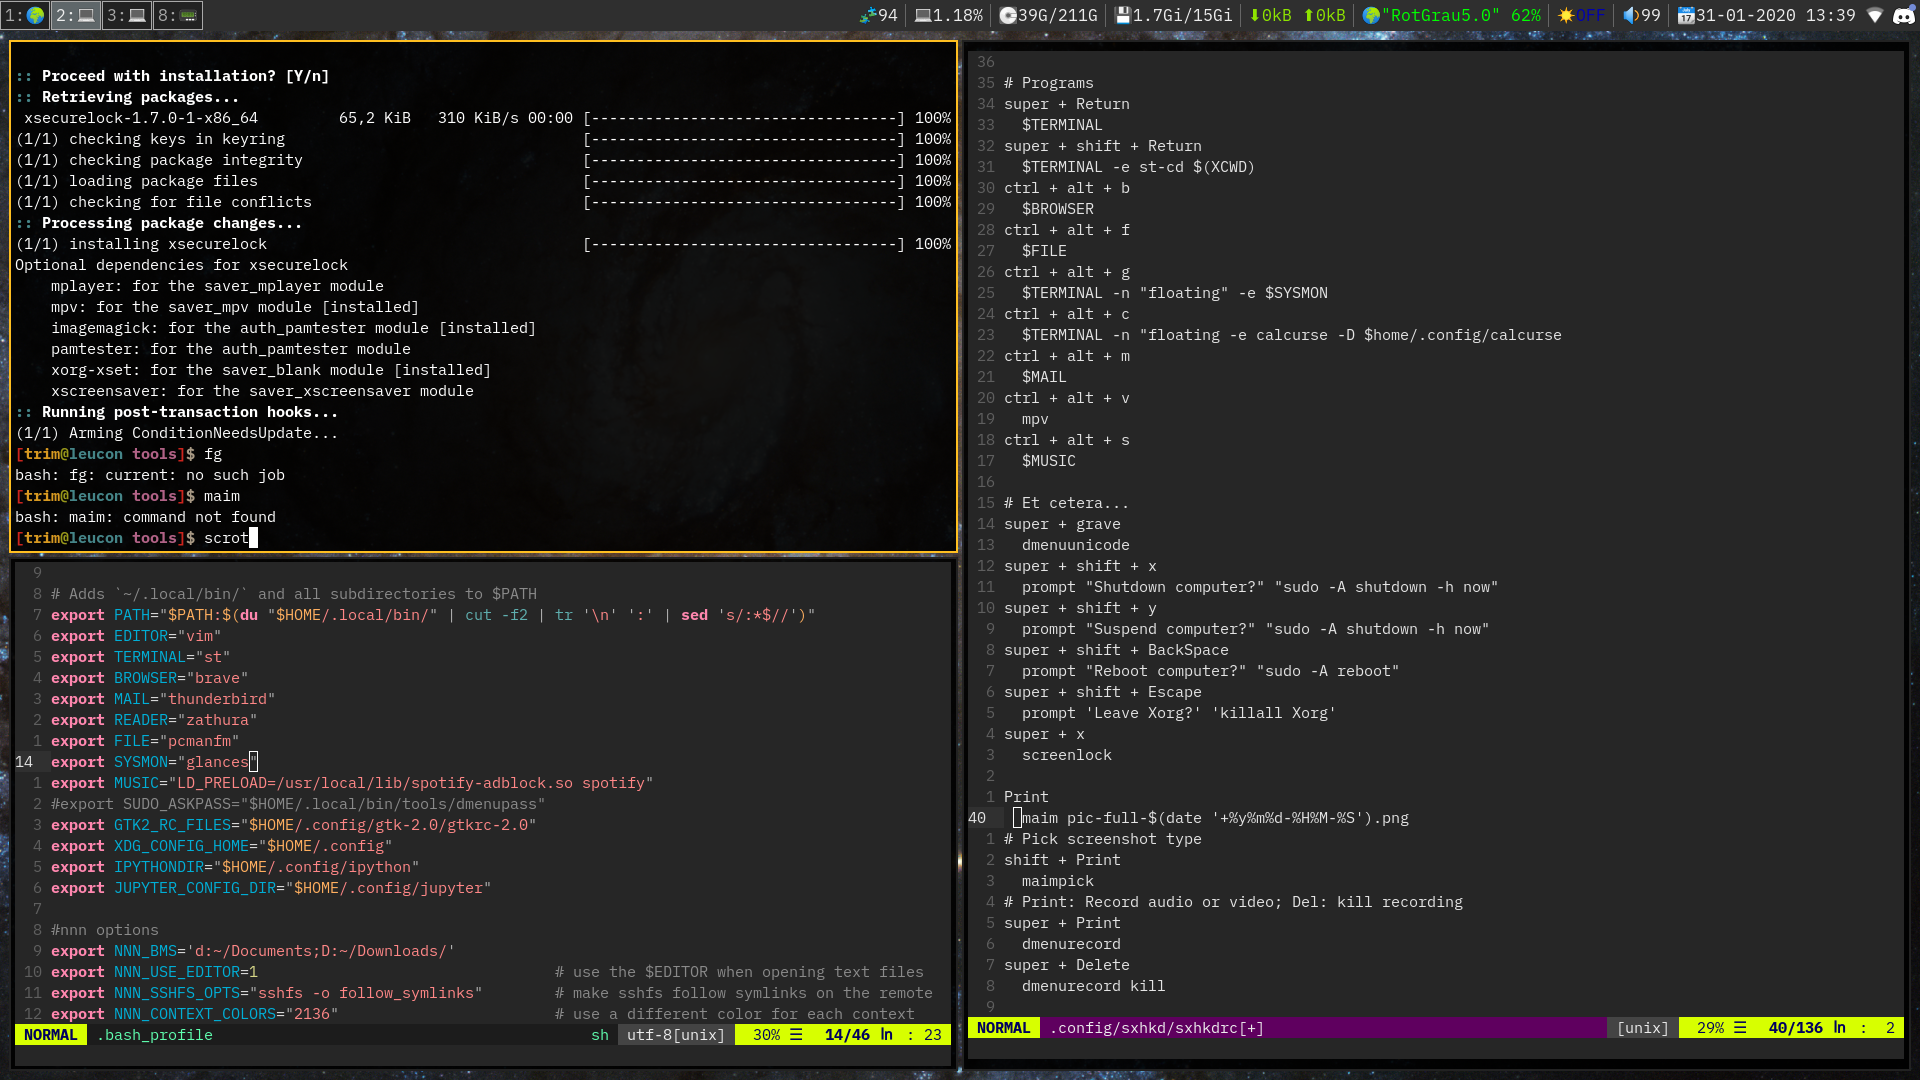 1: 2: 3: 8: 94 1.18% 39G/211G 1.7Gi/15Gi ⬇0kB ⬆0kB "RotGrau5.0" 62% OFF 99 31-01-2020 13:39
:: Proceed with installation? [Y/n]
:: Retrieving packages...
xsecurelock-1.7.0-1-x86_64 65,2 KiB 310 KiB/s 00:00 [----------------------------------] 100%
(1/1) checking keys in keyring [----------------------------------] 100%
(1/1) checking package integrity [----------------------------------] 100%
(1/1) loading package files [----------------------------------] 100%
(1/1) checking for file conflicts [----------------------------------] 100%
:: Processing package changes...
(1/1) installing xsecurelock [----------------------------------] 100%
Optional dependencies for xsecurelock
    mplayer: for the saver_mplayer module
    mpv: for the saver_mpv module [installed]
    imagemagick: for the auth_pamtester module [installed]
    pamtester: for the auth_pamtester module
    xorg-xset: for the saver_blank module [installed]
    xscreensaver: for the saver_xscreensaver module
:: Running post-transaction hooks...
(1/1) Arming ConditionNeedsUpdate...
[trim@leucon tools]$ fg
bash: fg: current: no such job
[trim@leucon tools]$ maim
bash: maim: command not found
[trim@leucon tools]$ scrot
9
8 # Adds `~/.local/bin/` and all subdirectories to $PATH
7 export PATH="$PATH:$(du "$HOME/.local/bin/" | cut -f2 | tr '\n' ':' | sed 's/:*$//')"
6 export EDITOR="vim"
5 export TERMINAL="st"
4 export BROWSER="brave"
3 export MAIL="thunderbird"
2 export READER="zathura"
1 export FILE="pcmanfm"
14 export SYSMON="glances"
1 export MUSIC="LD_PRELOAD=/usr/local/lib/spotify-adblock.so spotify"
2 #export SUDO_ASKPASS="$HOME/.local/bin/tools/dmenupass"
3 export GTK2_RC_FILES="$HOME/.config/gtk-2.0/gtkrc-2.0"
4 export XDG_CONFIG_HOME="$HOME/.config"
5 export IPYTHONDIR="$HOME/.config/ipython"
6 export JUPYTER_CONFIG_DIR="$HOME/.config/jupyter"
7
8 #nnn options
9 export NNN_BMS='d:~/Documents;D:~/Downloads/'
10 export NNN_USE_EDITOR=1 # use the $EDITOR when opening text files
11 export NNN_SSHFS_OPTS="sshfs -o follow_symlinks" # make sshfs follow symlinks on the remote
12 export NNN_CONTEXT_COLORS="2136" # use a different color for each context
NORMAL .bash_profile sh utf-8[unix] 30% ☰ 14/46 ln : 23
36
35 # Programs
34 super + Return
33   $TERMINAL
32 super + shift + Return
31   $TERMINAL -e st-cd $(XCWD)
30 ctrl + alt + b
29   $BROWSER
28 ctrl + alt + f
27   $FILE
26 ctrl + alt + g
25   $TERMINAL -n "floating" -e $SYSMON
24 ctrl + alt + c
23   $TERMINAL -n "floating -e calcurse -D $home/.config/calcurse
22 ctrl + alt + m
21   $MAIL
20 ctrl + alt + v
19   mpv
18 ctrl + alt + s
17   $MUSIC
16
15 # Et cetera...
14 super + grave
13   dmenuunicode
12 super + shift + x
11   prompt "Shutdown computer?" "sudo -A shutdown -h now"
10 super + shift + y
9   prompt "Suspend computer?" "sudo -A shutdown -h now"
8 super + shift + BackSpace
7   prompt "Reboot computer?" "sudo -A reboot"
6 super + shift + Escape
5   prompt 'Leave Xorg?' 'killall Xorg'
4 super + x
3   screenlock
2
1 Print
40   maim pic-full-$(date '+%y%m%d-%H%M-%S').png
1 # Pick screenshot type
2 shift + Print
3   maimpick
4 # Print: Record audio or video; Del: kill recording
5 super + Print
6   dmenurecord
7 super + Delete
8   dmenurecord kill
9
NORMAL .config/sxhkd/sxhkdrc[+] [unix] 29% ☰ 40/136 ln : 2